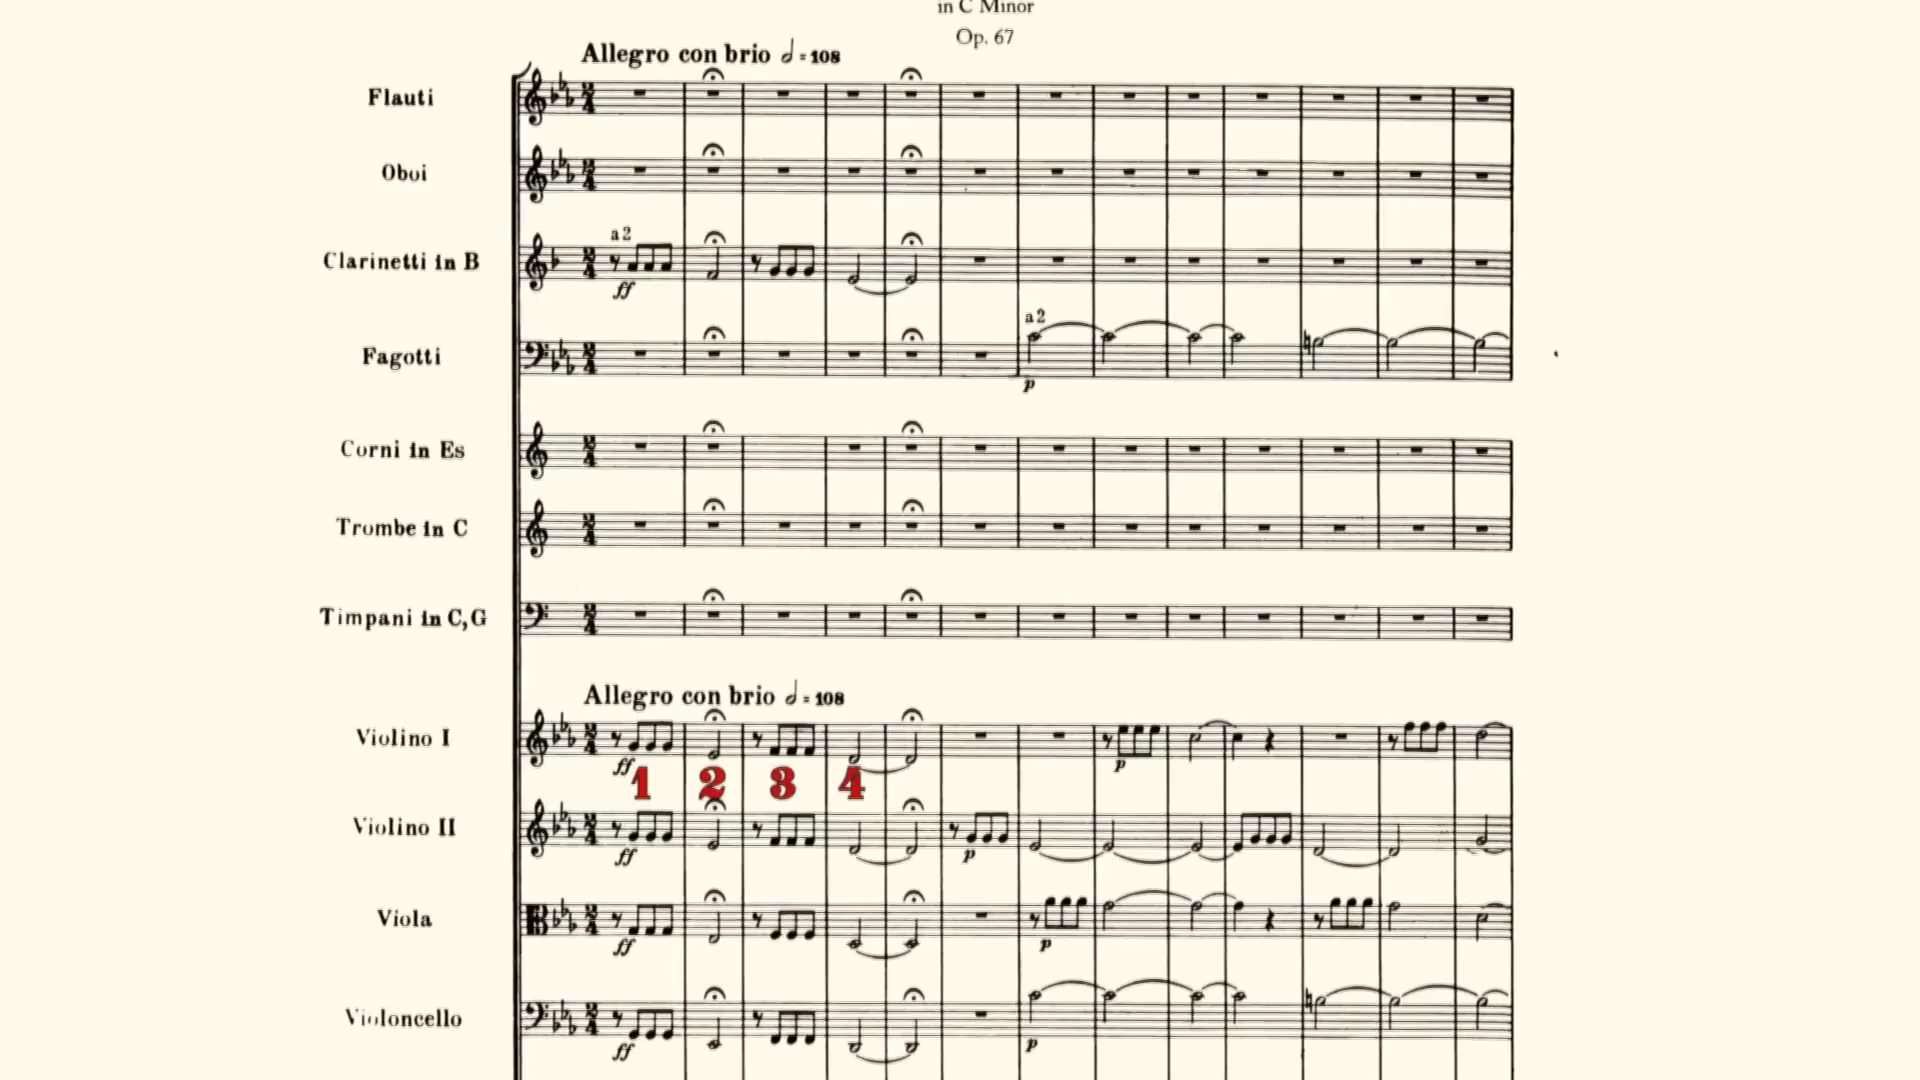 in C Minor
Op. 67
Allegro con brio 𝅗𝅥 = 108
Flauti
Oboi
a 2
Clarinetti in B
ff
a 2
Fagotti
p
Corni in Es
Trombe in C
Timpani in C, G
Allegro con brio 𝅗𝅥 = 108
Violino I
ff
p
1 2 3 4
Violino II
ff
p
Viola
ff
p
Violoncello
ff
p